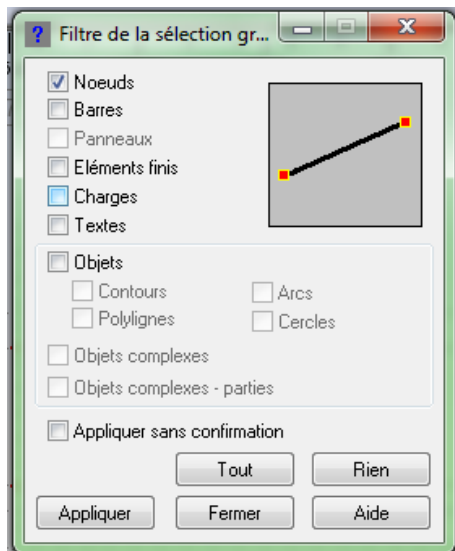 ? Filtre de la sélection gr...
Noeuds
Barres
Panneaux
Eléments finis
Charges
Textes
Objets
Contours Arcs
Polylignes Cercles
Objets complexes
Objets complexes - parties
Appliquer sans confirmation
Tout Rien
Appliquer Fermer Aide